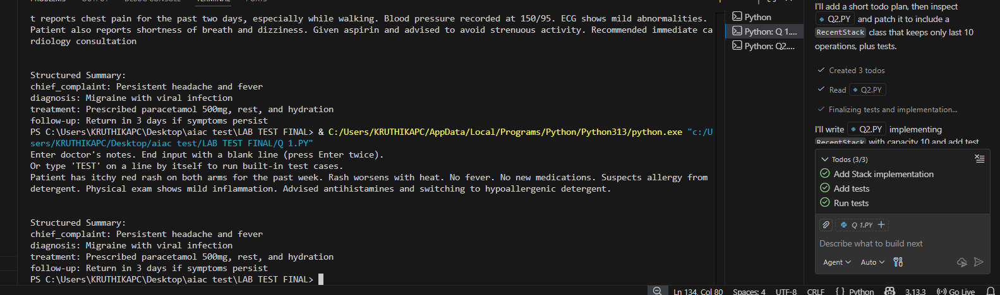 PROBLEMS OUTPUT DEBUG CONSOLE TERMINAL PORTS
t reports chest pain for the past two days, especially while walking. Blood pressure recorded at 150/95. ECG shows mild abnormalities.
Patient also reports shortness of breath and dizziness. Given aspirin and advised to avoid strenuous activity. Recommended immediate ca
rdiology consultation
Structured Summary:
chief_complaint: Persistent headache and fever
diagnosis: Migraine with viral infection
treatment: Prescribed paracetamol 500mg, rest, and hydration
follow-up: Return in 3 days if symptoms persist
PS C:\Users\KRUTHIKAPC\Desktop\aiac test\LAB TEST FINAL> & C:/Users/KRUTHIKAPC/AppData/Local/Programs/Python/Python313/python.exe "c:/U
sers/KRUTHIKAPC/Desktop/aiac test/LAB TEST FINAL/Q 1.PY"
Enter doctor's notes. End input with a blank line (press Enter twice).
Or type 'TEST' on a line by itself to run built-in test cases.
Patient has itchy red rash on both arms for the past week. Rash worsens with heat. No fever. No new medications. Suspects allergy from
detergent. Physical exam shows mild inflammation. Advised antihistamines and switching to hypoallergenic detergent.
Structured Summary:
chief_complaint: Persistent headache and fever
diagnosis: Migraine with viral infection
treatment: Prescribed paracetamol 500mg, rest, and hydration
follow-up: Return in 3 days if symptoms persist
PS C:\Users\KRUTHIKAPC\Desktop\aiac test\LAB TEST FINAL>
Python
Python: Q 1....
Python: Q2....
I'll add a short todo plan, then inspect
Q2.PY and patch it to include a
RecentStack class that keeps only last 10
operations, plus tests.
Created 3 todos
Read Q2.PY
Finalizing tests and implementation...
I'll write Q2.PY implementing
RecentStack with capacity 10 and add test
Todos (3/3)
Add Stack implementation
Add tests
Run tests
Q 1.PY
Describe what to build next
Agent Auto
Ln 134, Col 80 Spaces: 4 UTF-8 CRLF { } Python 3.13.3 Go Live